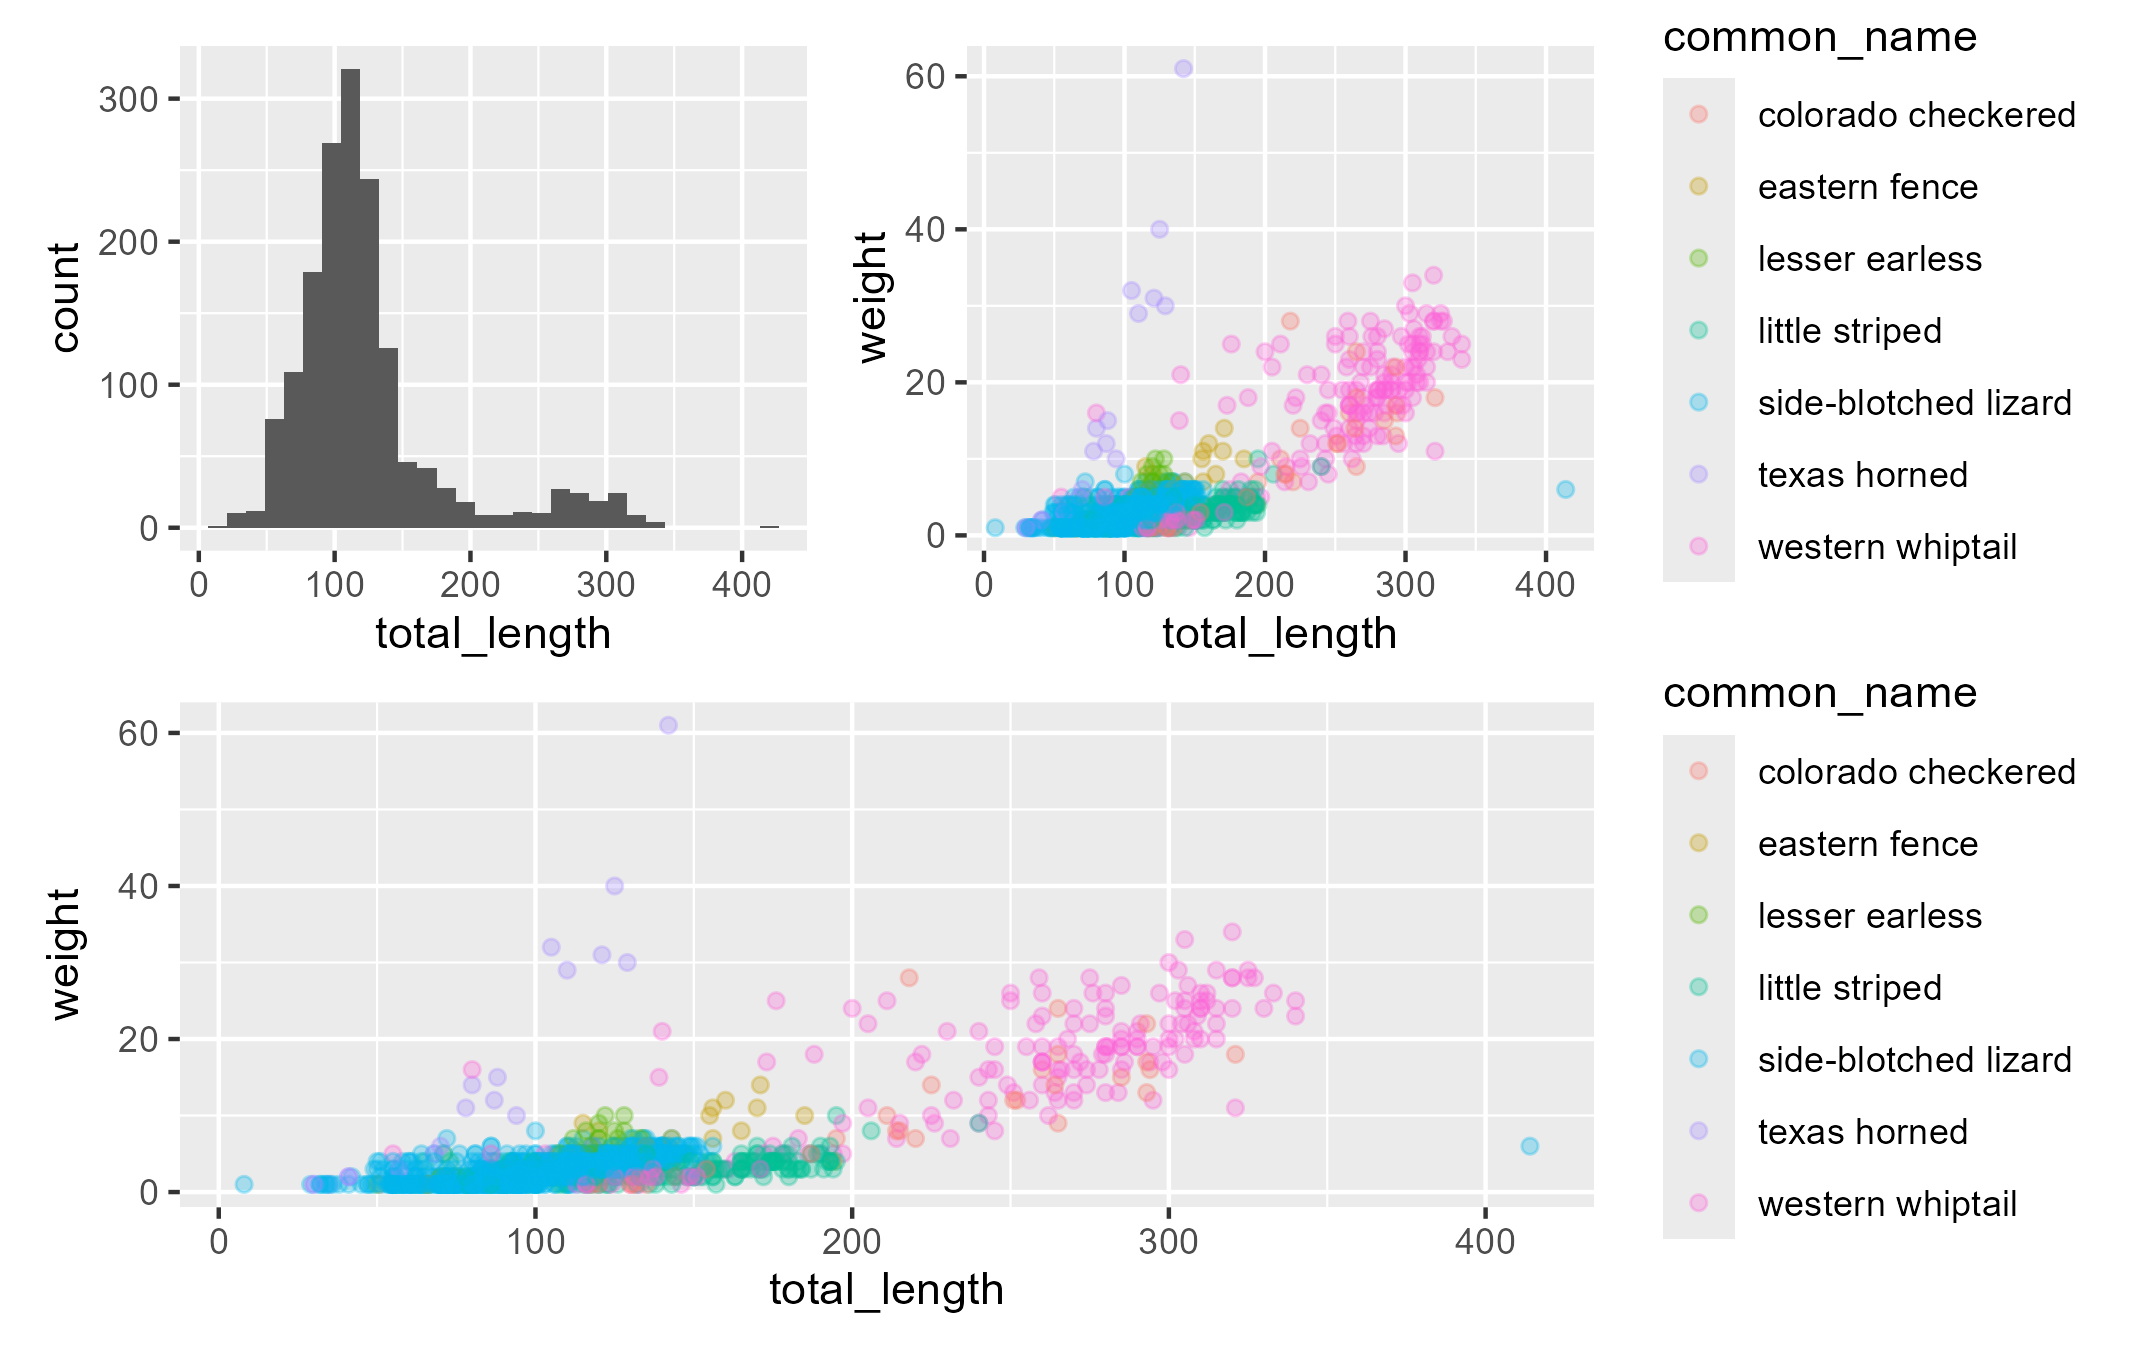 count
300
200
100
0
0 100 200 300 400
total_length
weight
60
40
20
0
0 100 200 300 400
total_length
common_name
colorado checkered
eastern fence
lesser earless
little striped
side-blotched lizard
texas horned
western whiptail
weight
60
40
20
0
0 100 200 300 400
total_length
common_name
colorado checkered
eastern fence
lesser earless
little striped
side-blotched lizard
texas horned
western whiptail